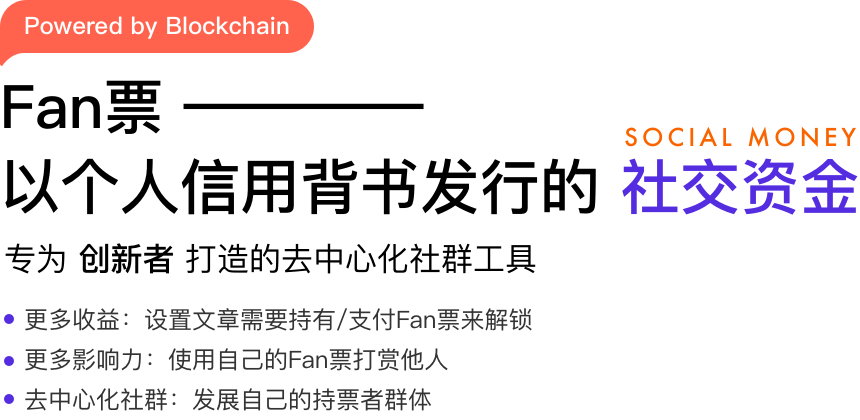 Powered by Blockchain
Fan票 ————
SOCIAL MONEY
以个人信用背书发行的 社交资金
专为 创新者 打造的去中心化社群工具
• 更多收益：设置文章需要持有/支付Fan票来解锁
• 更多影响力：使用自己的Fan票打赏他人
• 去中心化社群：发展自己的持票者群体